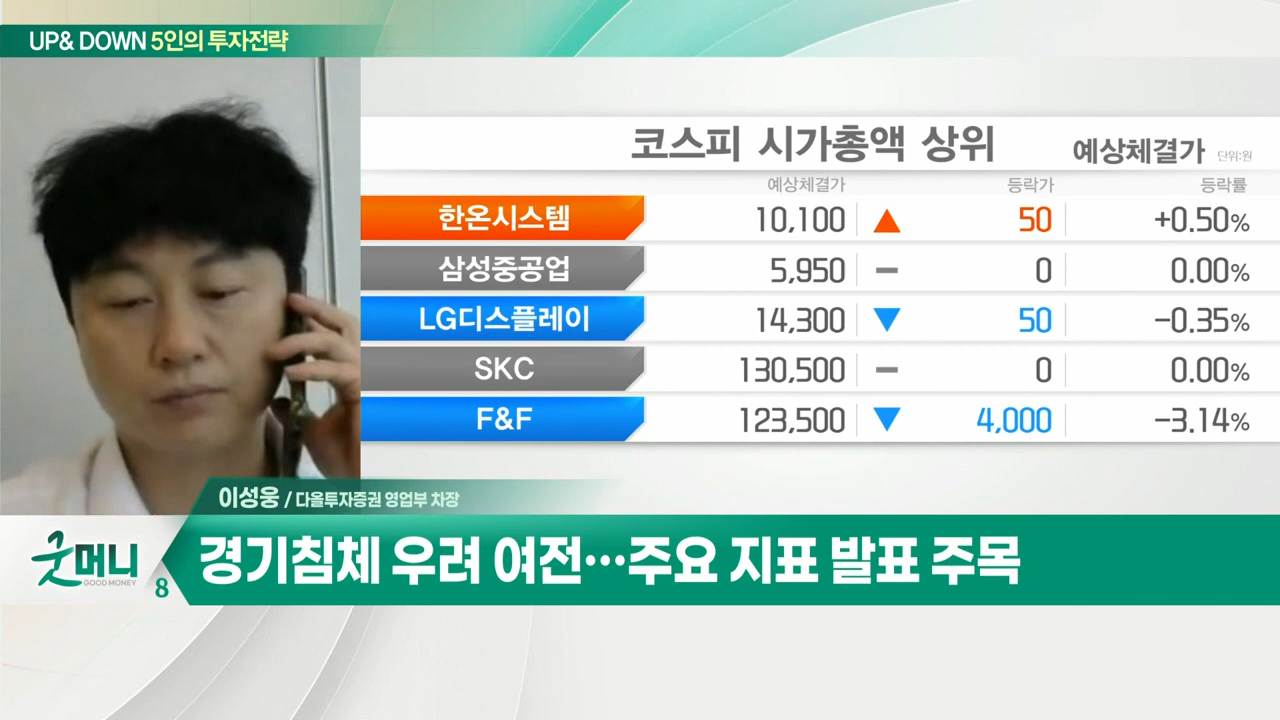 UP& DOWN 5인의 투자전략
코스피 시가총액 상위 예상체결가 단위:원
예상체결가 등락가 등락률
한온시스템 10,100 ▲ 50 +0.50%
삼성중공업 5,950 － 0 0.00%
LG디스플레이 14,300 ▼ 50 -0.35%
SKC 130,500 － 0 0.00%
F&F 123,500 ▼ 4,000 -3.14%
이성웅 / 다올투자증권 영업부 차장
굿머니
GOOD MONEY
8
경기침체 우려 여전…주요 지표 발표 주목